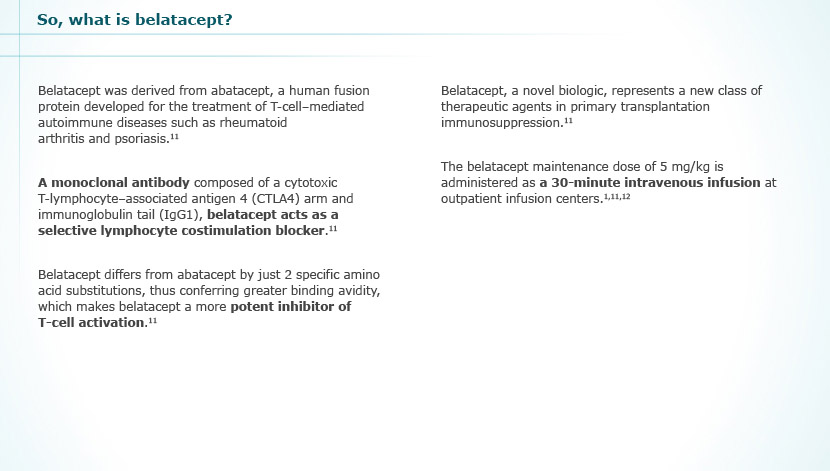 So, what is belatacept?
Belatacept was derived from abatacept, a human fusion
protein developed for the treatment of T-cell–mediated
autoimmune diseases such as rheumatoid
arthritis and psoriasis.¹¹
A monoclonal antibody composed of a cytotoxic
T-lymphocyte–associated antigen 4 (CTLA4) arm and
immunoglobulin tail (IgG1), belatacept acts as a
selective lymphocyte costimulation blocker.¹¹
Belatacept differs from abatacept by just 2 specific amino
acid substitutions, thus conferring greater binding avidity,
which makes belatacept a more potent inhibitor of
T-cell activation.¹¹
Belatacept, a novel biologic, represents a new class of
therapeutic agents in primary transplantation
immunosuppression.¹¹
The belatacept maintenance dose of 5 mg/kg is
administered as a 30-minute intravenous infusion at
outpatient infusion centers.¹,¹¹,¹²